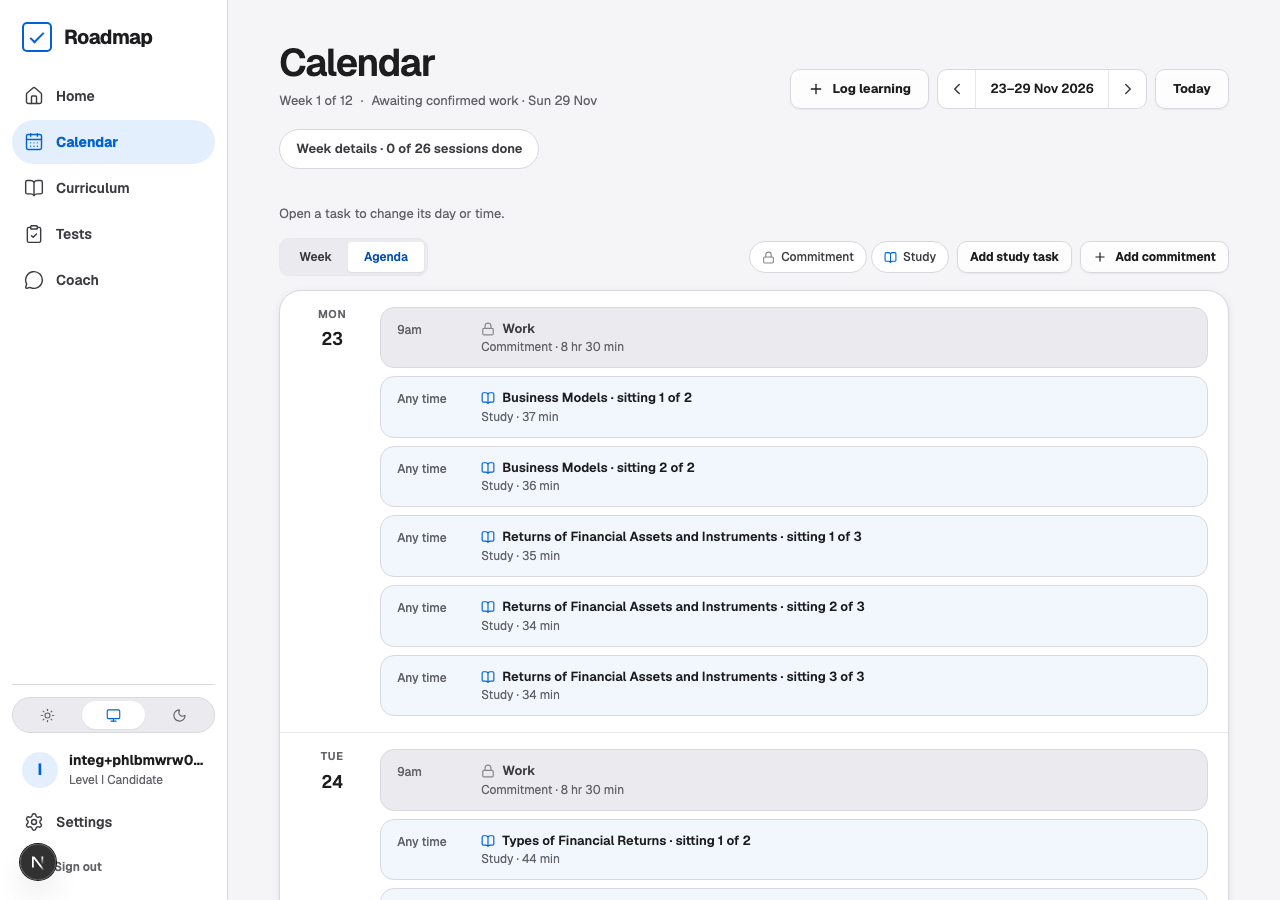 Roadmap
Home
Calendar
Curriculum
Tests
Coach
integ+phlbmwrw0...
I
Level I Candidate
Settings
N
Sign out
Calendar
Week 1 of 12 · Awaiting confirmed work · Sun 29 Nov
Log learning
23–29 Nov 2026
Today
Week details · 0 of 26 sessions done
Open a task to change its day or time.
Week
Agenda
Commitment
Study
Add study task
Add commitment
MON
23
9am
Work
Commitment · 8 hr 30 min
Any time
Business Models · sitting 1 of 2
Study · 37 min
Any time
Business Models · sitting 2 of 2
Study · 36 min
Any time
Returns of Financial Assets and Instruments · sitting 1 of 3
Study · 35 min
Any time
Returns of Financial Assets and Instruments · sitting 2 of 3
Study · 34 min
Any time
Returns of Financial Assets and Instruments · sitting 3 of 3
Study · 34 min
TUE
24
9am
Work
Commitment · 8 hr 30 min
Any time
Types of Financial Returns · sitting 1 of 2
Study · 44 min